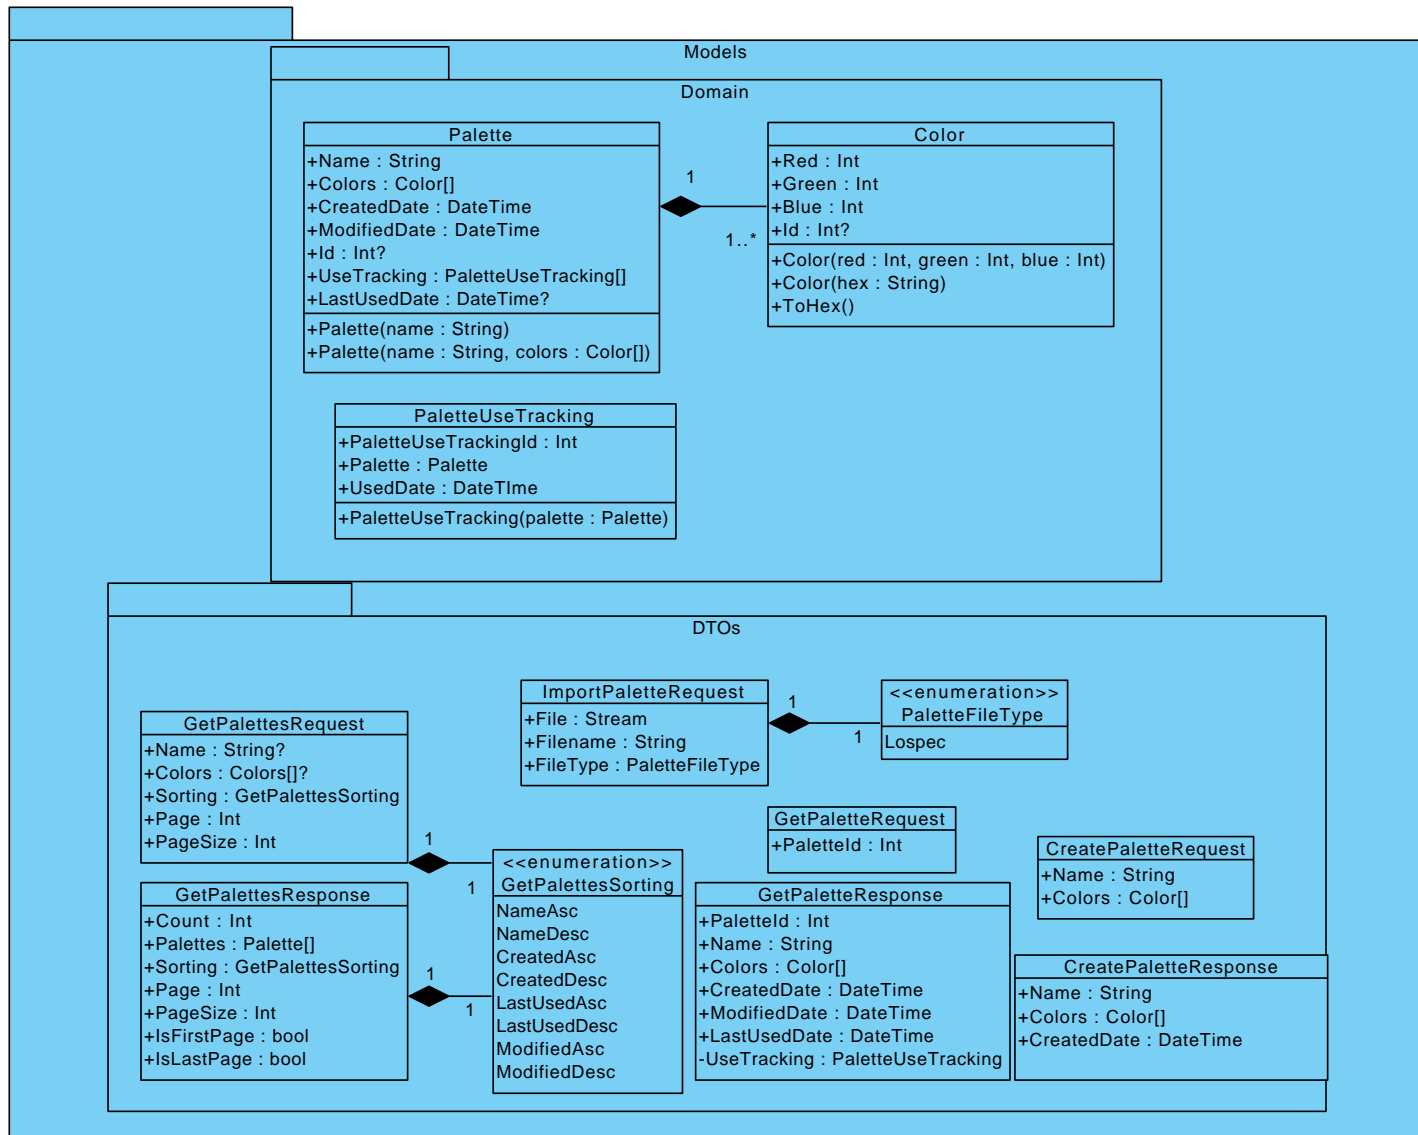 Models
Domain
Palette
+Name : String
+Colors : Color[]
+CreatedDate : DateTime
+ModifiedDate : DateTime
+Id : Int?
+UseTracking : PaletteUseTracking[]
+LastUsedDate : DateTime?
+Palette(name : String)
+Palette(name : String, colors : Color[])
1
1..*
Color
+Red : Int
+Green : Int
+Blue : Int
+Id : Int?
+Color(red : Int, green : Int, blue : Int)
+Color(hex : String)
+ToHex()
PaletteUseTracking
+PaletteUseTrackingId : Int
+Palette : Palette
+UsedDate : DateTIme
+PaletteUseTracking(palette : Palette)
DTOs
ImportPaletteRequest
+File : Stream
+Filename : String
+FileType : PaletteFileType
1
1
<<enumeration>>
PaletteFileType
Lospec
GetPalettesRequest
+Name : String?
+Colors : Colors[]?
+Sorting : GetPalettesSorting
+Page : Int
+PageSize : Int
1
1
GetPalettesResponse
+Count : Int
+Palettes : Palette[]
+Sorting : GetPalettesSorting
+Page : Int
+PageSize : Int
+IsFirstPage : bool
+IsLastPage : bool
1
1
<<enumeration>>
GetPalettesSorting
NameAsc
NameDesc
CreatedAsc
CreatedDesc
LastUsedAsc
LastUsedDesc
ModifiedAsc
ModifiedDesc
GetPaletteRequest
+PaletteId : Int
GetPaletteResponse
+PaletteId : Int
+Name : String
+Colors : Color[]
+CreatedDate : DateTime
+ModifiedDate : DateTime
+LastUsedDate : DateTime
-UseTracking : PaletteUseTracking
CreatePaletteRequest
+Name : String
+Colors : Color[]
CreatePaletteResponse
+Name : String
+Colors : Color[]
+CreatedDate : DateTime